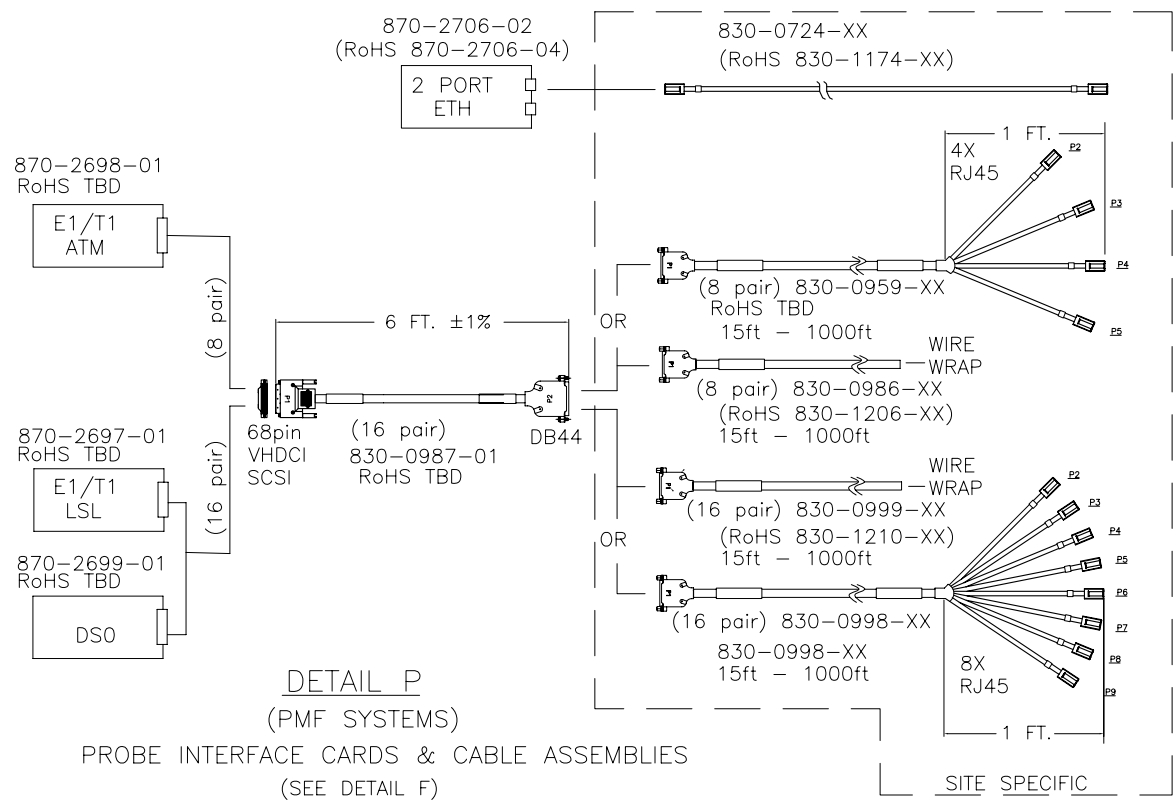 870-2706-02
(RoHS 870-2706-04)
2 PORT
ETH
830-0724-XX
(RoHS 830-1174-XX)
1 FT.
4X
RJ45
P2
P3
P4
P5
870-2698-01
RoHS TBD
E1/T1
ATM
(8 pair)
6 FT. ±1%
OR
P1
(8 pair) 830-0959-XX
RoHS TBD
15ft - 1000ft
P1
WIRE
WRAP
(8 pair) 830-0986-XX
(RoHS 830-1206-XX)
15ft - 1000ft
P1
P2
68pin
VHDCI
SCSI
(16 pair)
830-0987-01
RoHS TBD
DB44
870-2697-01
RoHS TBD
E1/T1
LSL
(16 pair)
870-2699-01
RoHS TBD
DS0
P1
WIRE
WRAP
(16 pair) 830-0999-XX
(RoHS 830-1210-XX)
15ft - 1000ft
OR
P1
(16 pair) 830-0998-XX
830-0998-XX
15ft - 1000ft
P2
P3
P4
P5
P6
P7
P8
P9
8X
RJ45
1 FT.
DETAIL P
(PMF SYSTEMS)
PROBE INTERFACE CARDS & CABLE ASSEMBLIES
(SEE DETAIL F)
SITE SPECIFIC